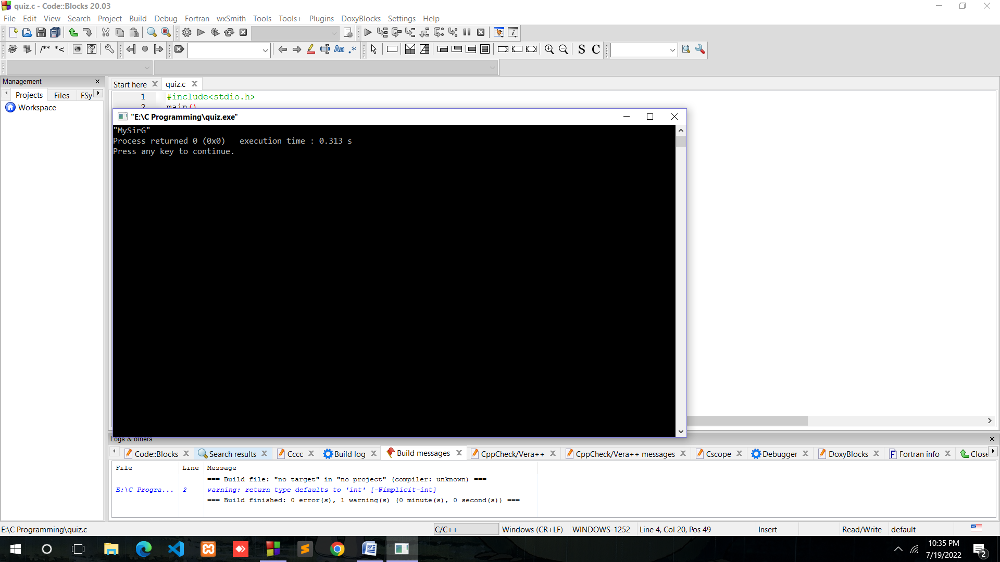 quiz.c - Code::Blocks 20.03
File Edit View Search Project Build Debug Fortran wxSmith Tools Tools+ Plugins DoxyBlocks Settings Help
/** *< Aa .* S C
Management
Start here quiz.c
Projects Files FSy
Workspace
1 #include<stdio.h>
2 main()
"E:\C Programming\quiz.exe"
"MySirG"
Process returned 0 (0x0)   execution time : 0.313 s
Press any key to continue.
Logs & others
Code::Blocks Search results Cccc Build log Build messages CppCheck/Vera++ CppCheck/Vera++ messages Cscope Debugger DoxyBlocks Fortran info Close
File Line Message
=== Build file: "no target" in "no project" (compiler: unknown) ===
E:\C Progra... 2 warning: return type defaults to 'int' [-Wimplicit-int]
=== Build finished: 0 error(s), 1 warning(s) (0 minute(s), 0 second(s)) ===
E:\C Programming\quiz.c C/C++ Windows (CR+LF) WINDOWS-1252 Line 4, Col 20, Pos 49 Insert Read/Write default
10:35 PM
7/19/2022
2